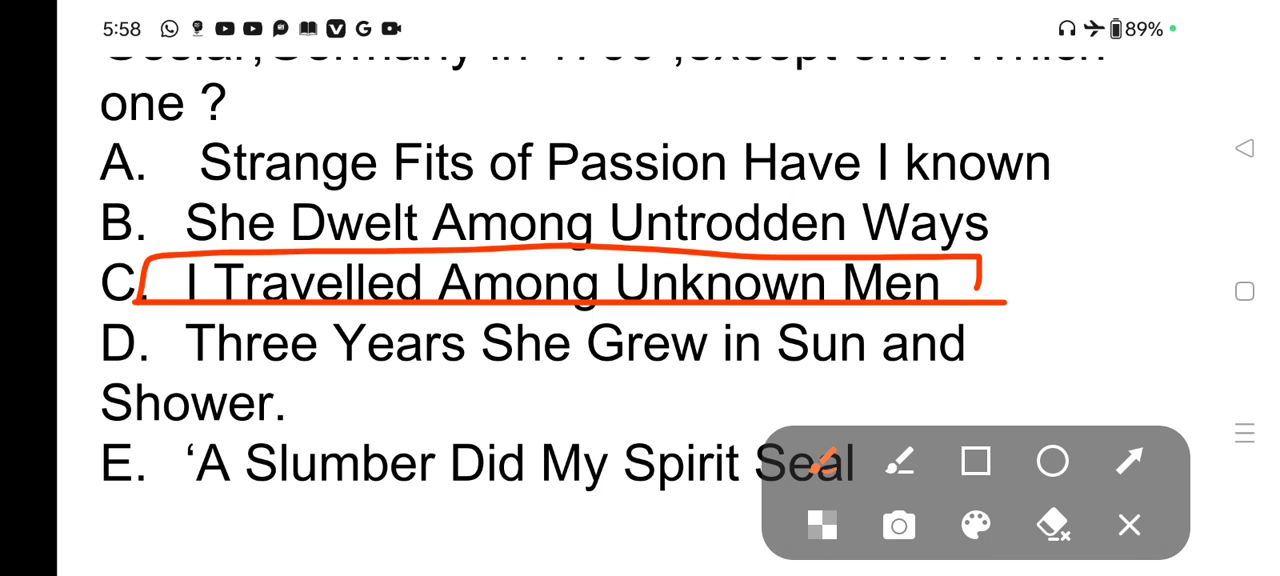 5:58 89%
one ?
A. Strange Fits of Passion Have I known
B. She Dwelt Among Untrodden Ways
C. I Travelled Among Unknown Men
D. Three Years She Grew in Sun and
Shower.
E. ‘A Slumber Did My Spirit Seal